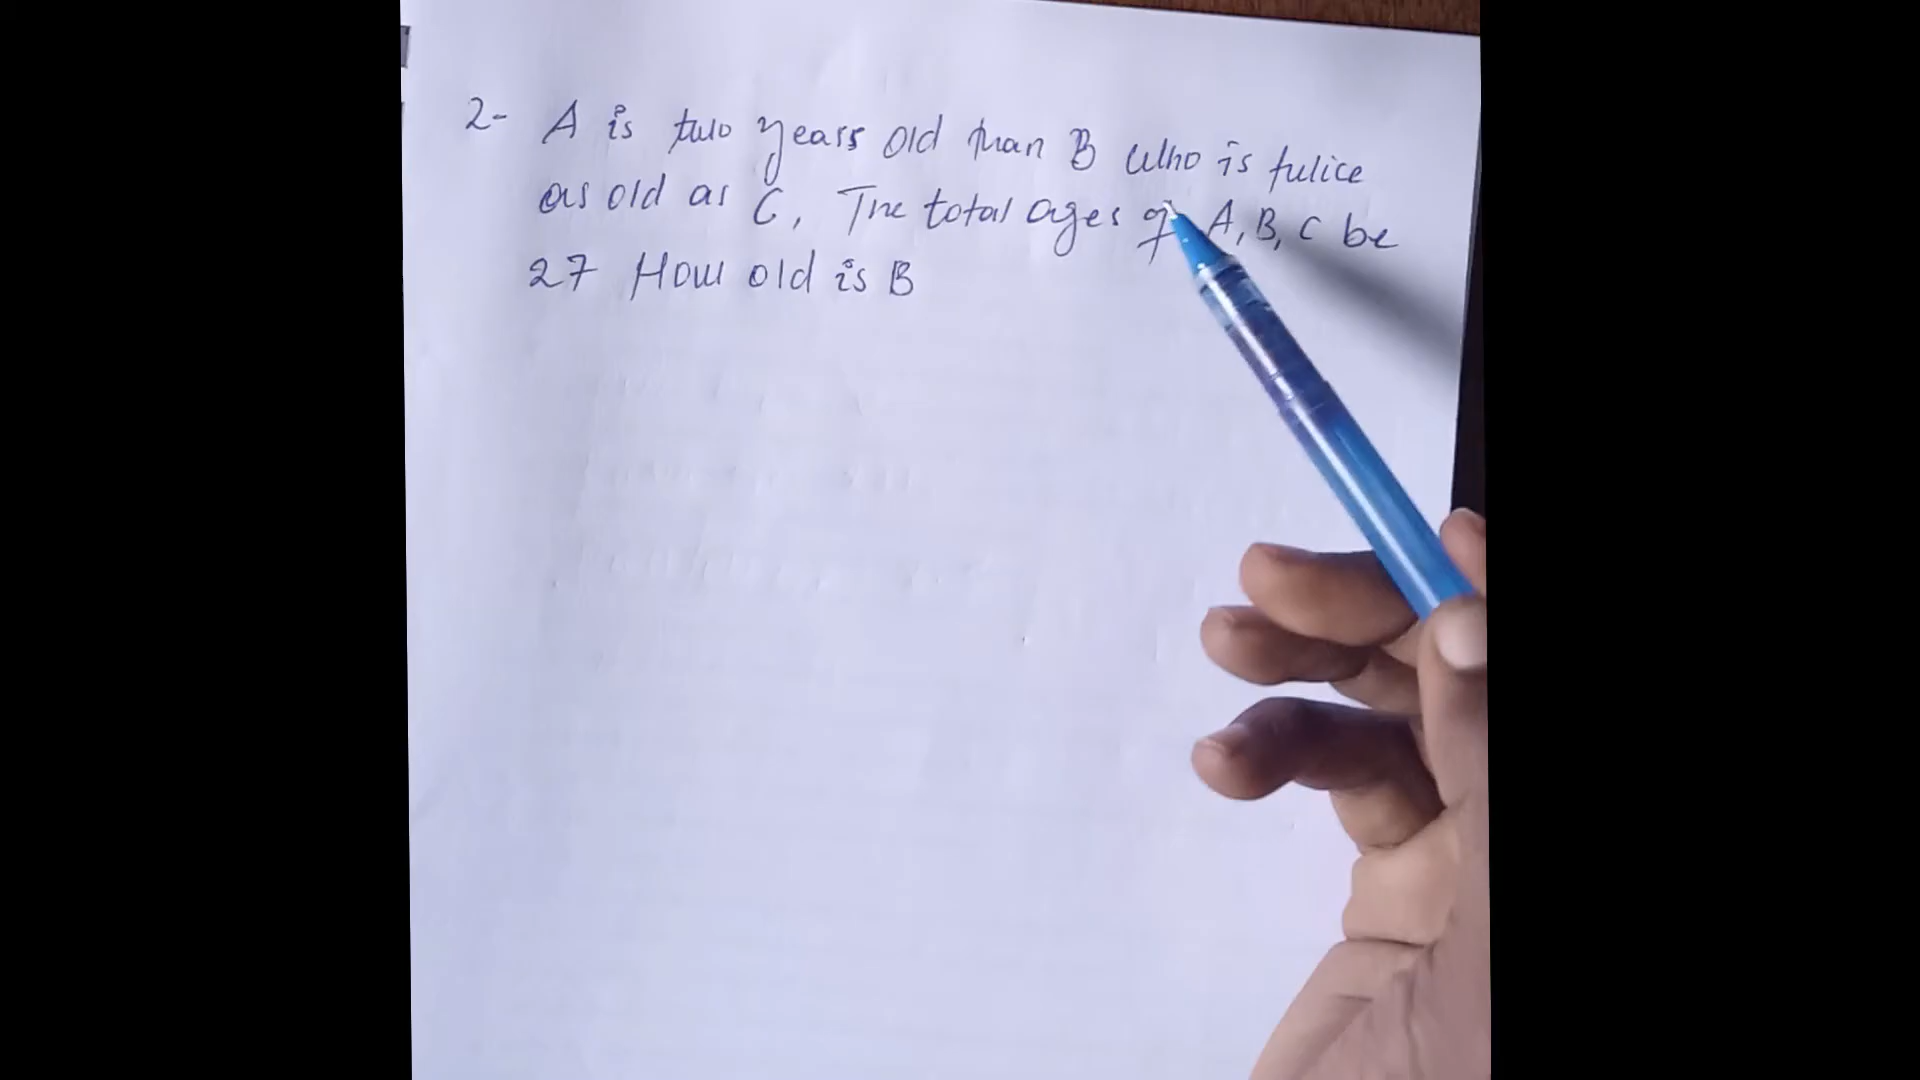 2- A is two years old than B who is twice
as old as C, The total ages of A, B, C be
27 How old is B